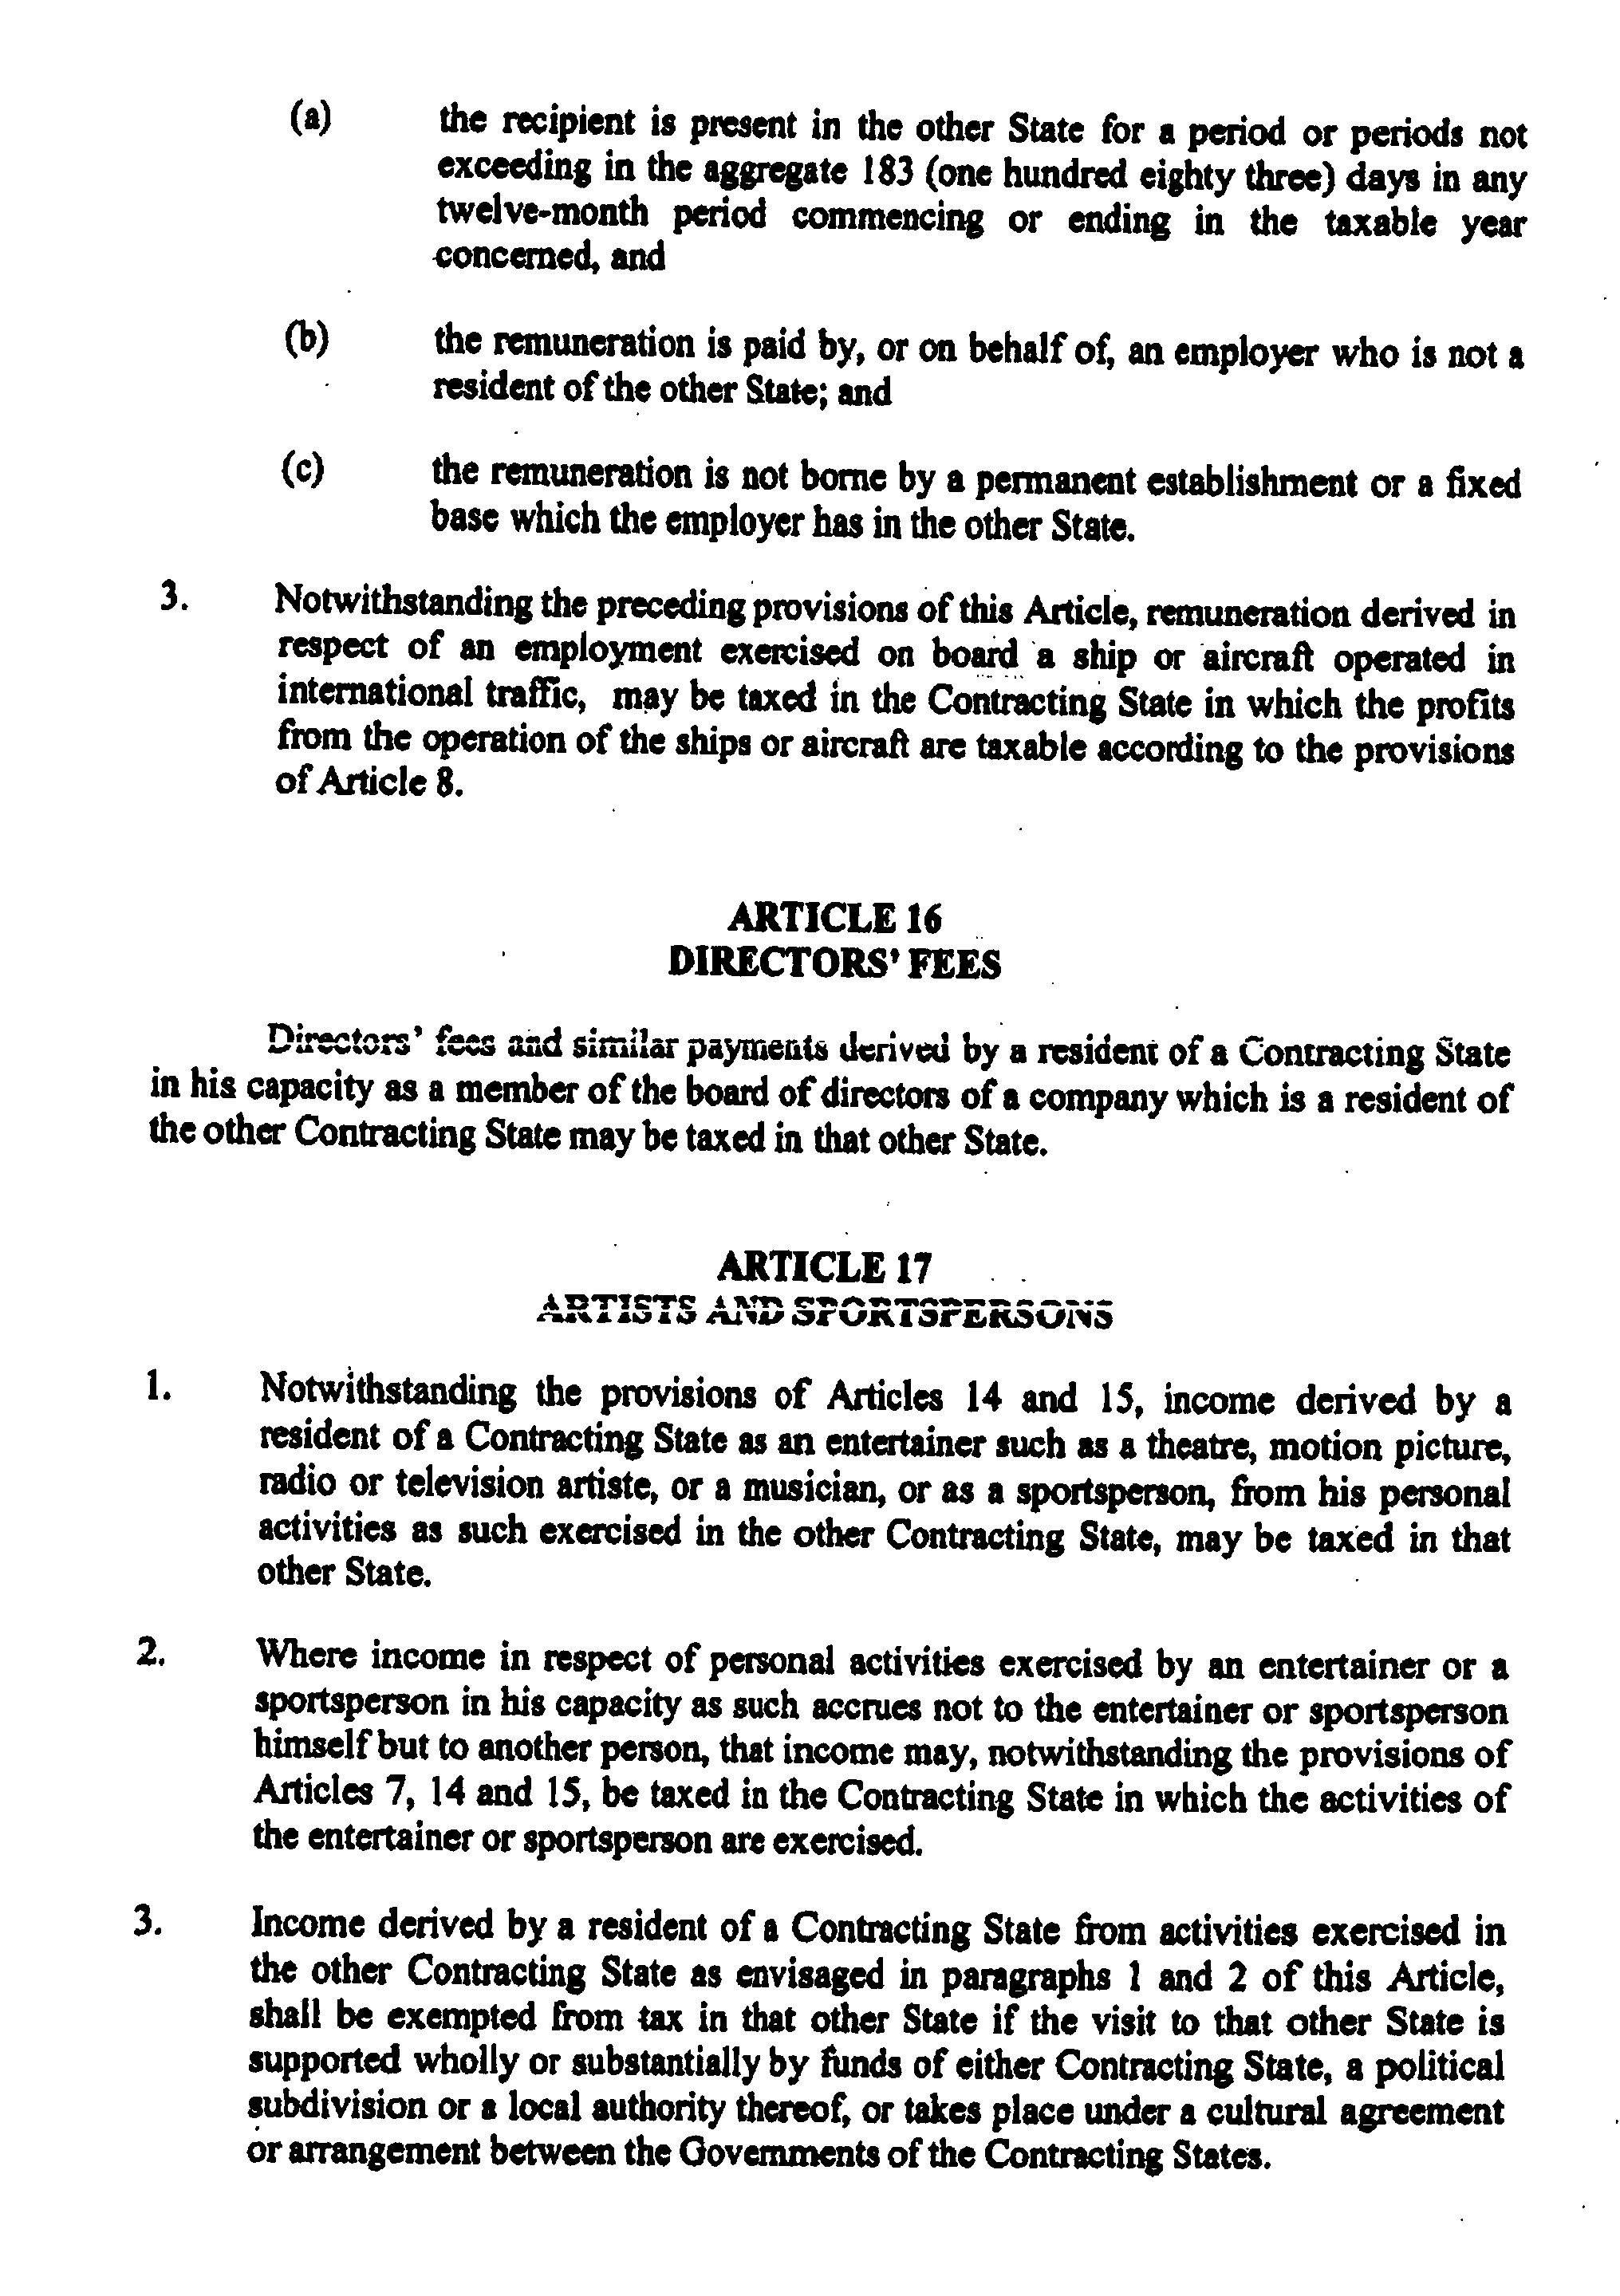 (a) the recipient is present in the other State for a period or periods not
exceeding in the aggregate 183 (one hundred eighty three) days in any
twelve-month period commencing or ending in the taxable year
concerned, and
(b) the remuneration is paid by, or on behalf of, an employer who is not a
resident of the other State; and
(c) the remuneration is not borne by a permanent establishment or a fixed
base which the employer has in the other State.
3. Notwithstanding the preceding provisions of this Article, remuneration derived in
respect of an employment exercised on board a ship or aircraft operated in
international traffic, may be taxed in the Contracting State in which the profits
from the operation of the ships or aircraft are taxable according to the provisions
of Article 8.
ARTICLE 16
DIRECTORS' FEES
Directors' fees and similar payments derived by a resident of a Contracting State
in his capacity as a member of the board of directors of a company which is a resident of
the other Contracting State may be taxed in that other State.
ARTICLE 17
ARTISTS AND SPORTSPERSONS
1. Notwithstanding the provisions of Articles 14 and 15, income derived by a
resident of a Contracting State as an entertainer such as a theatre, motion picture,
radio or television artiste, or a musician, or as a sportsperson, from his personal
activities as such exercised in the other Contracting State, may be taxed in that
other State.
2. Where income in respect of personal activities exercised by an entertainer or a
sportsperson in his capacity as such accrues not to the entertainer or sportsperson
himself but to another person, that income may, notwithstanding the provisions of
Articles 7, 14 and 15, be taxed in the Contracting State in which the activities of
the entertainer or sportsperson are exercised.
3. Income derived by a resident of a Contracting State from activities exercised in
the other Contracting State as envisaged in paragraphs 1 and 2 of this Article,
shall be exempted from tax in that other State if the visit to that other State is
supported wholly or substantially by funds of either Contracting State, a political
subdivision or a local authority thereof, or takes place under a cultural agreement
or arrangement between the Governments of the Contracting States.